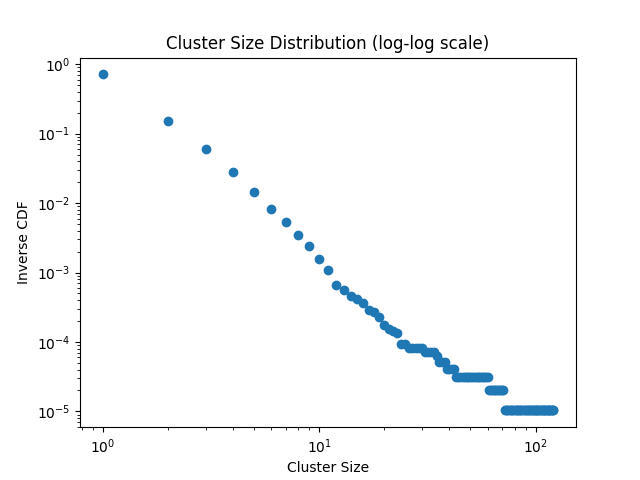 Cluster Size Distribution (log-log scale)
Inverse CDF
10⁰
10⁻¹
10⁻²
10⁻³
10⁻⁴
10⁻⁵
10⁰ 10¹ 10²
Cluster Size